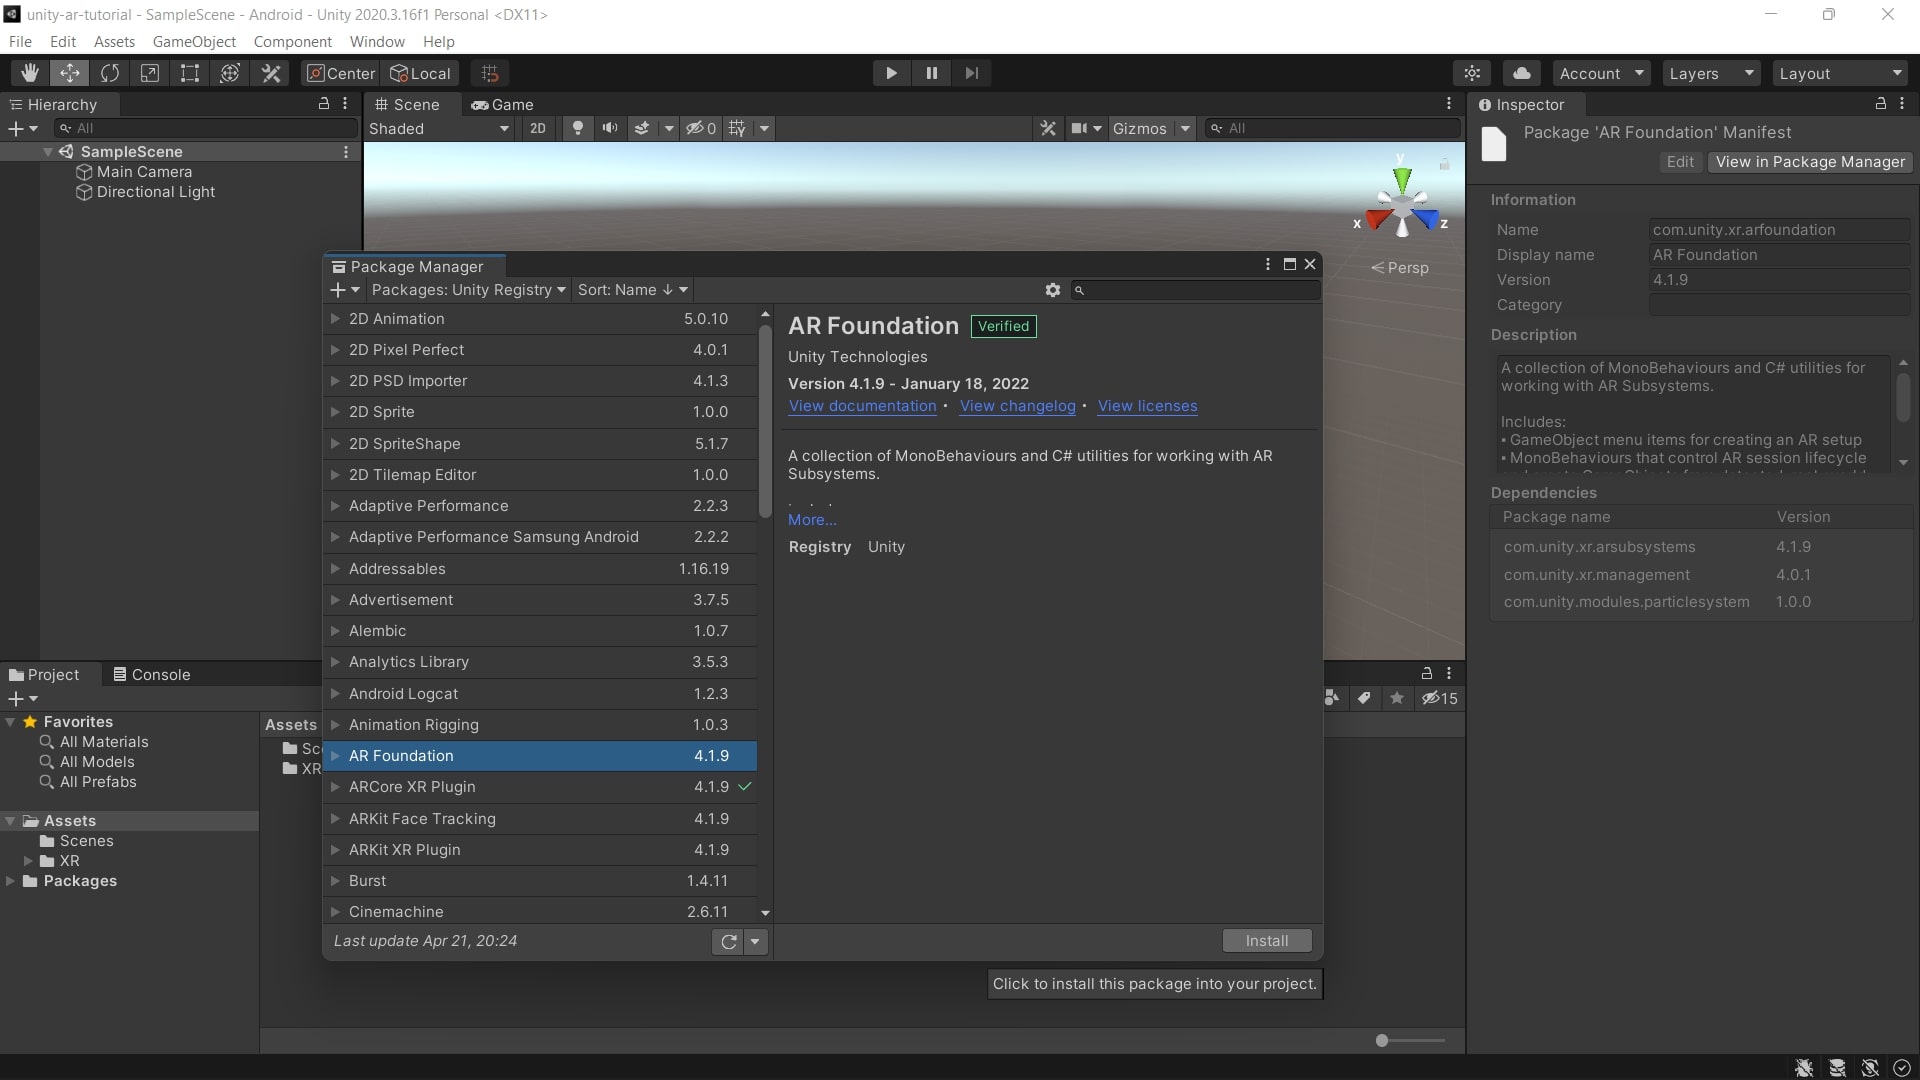 unity-ar-tutorial - SampleScene - Android - Unity 2020.3.16f1 Personal <DX11>
File Edit Assets GameObject Component Window Help
Center Local Account Layers Layout
Hierarchy
All
SampleScene
Main Camera
Directional Light
Scene Game
Shaded 2D 0 Gizmos All
y
x z
Persp
Package Manager
Packages: Unity Registry Sort: Name ↓
2D Animation 5.0.10
2D Pixel Perfect 4.0.1
2D PSD Importer 4.1.3
2D Sprite 1.0.0
2D SpriteShape 5.1.7
2D Tilemap Editor 1.0.0
Adaptive Performance 2.2.3
Adaptive Performance Samsung Android 2.2.2
Addressables 1.16.19
Advertisement 3.7.5
Alembic 1.0.7
Analytics Library 3.5.3
Android Logcat 1.2.3
Animation Rigging 1.0.3
AR Foundation 4.1.9
ARCore XR Plugin 4.1.9
ARKit Face Tracking 4.1.9
ARKit XR Plugin 4.1.9
Burst 1.4.11
Cinemachine 2.6.11
Last update Apr 21, 20:24
AR Foundation Verified
Unity Technologies
Version 4.1.9 - January 18, 2022
View documentation • View changelog • View licenses
A collection of MonoBehaviours and C# utilities for working with AR
Subsystems.
. . .
More...
Registry Unity
Install
Click to install this package into your project.
Inspector
Package 'AR Foundation' Manifest
Edit View in Package Manager
Information
Name com.unity.xr.arfoundation
Display name AR Foundation
Version 4.1.9
Category
Description
A collection of MonoBehaviours and C# utilities for
working with AR Subsystems.
Includes:
• GameObject menu items for creating an AR setup
• MonoBehaviours that control AR session lifecycle
Dependencies
Package name Version
com.unity.xr.arsubsystems 4.1.9
com.unity.xr.management 4.0.1
com.unity.modules.particlesystem 1.0.0
Project Console
15
Favorites
All Materials
All Models
All Prefabs
Assets
Scenes
XR
Packages
Assets
Sc
XR